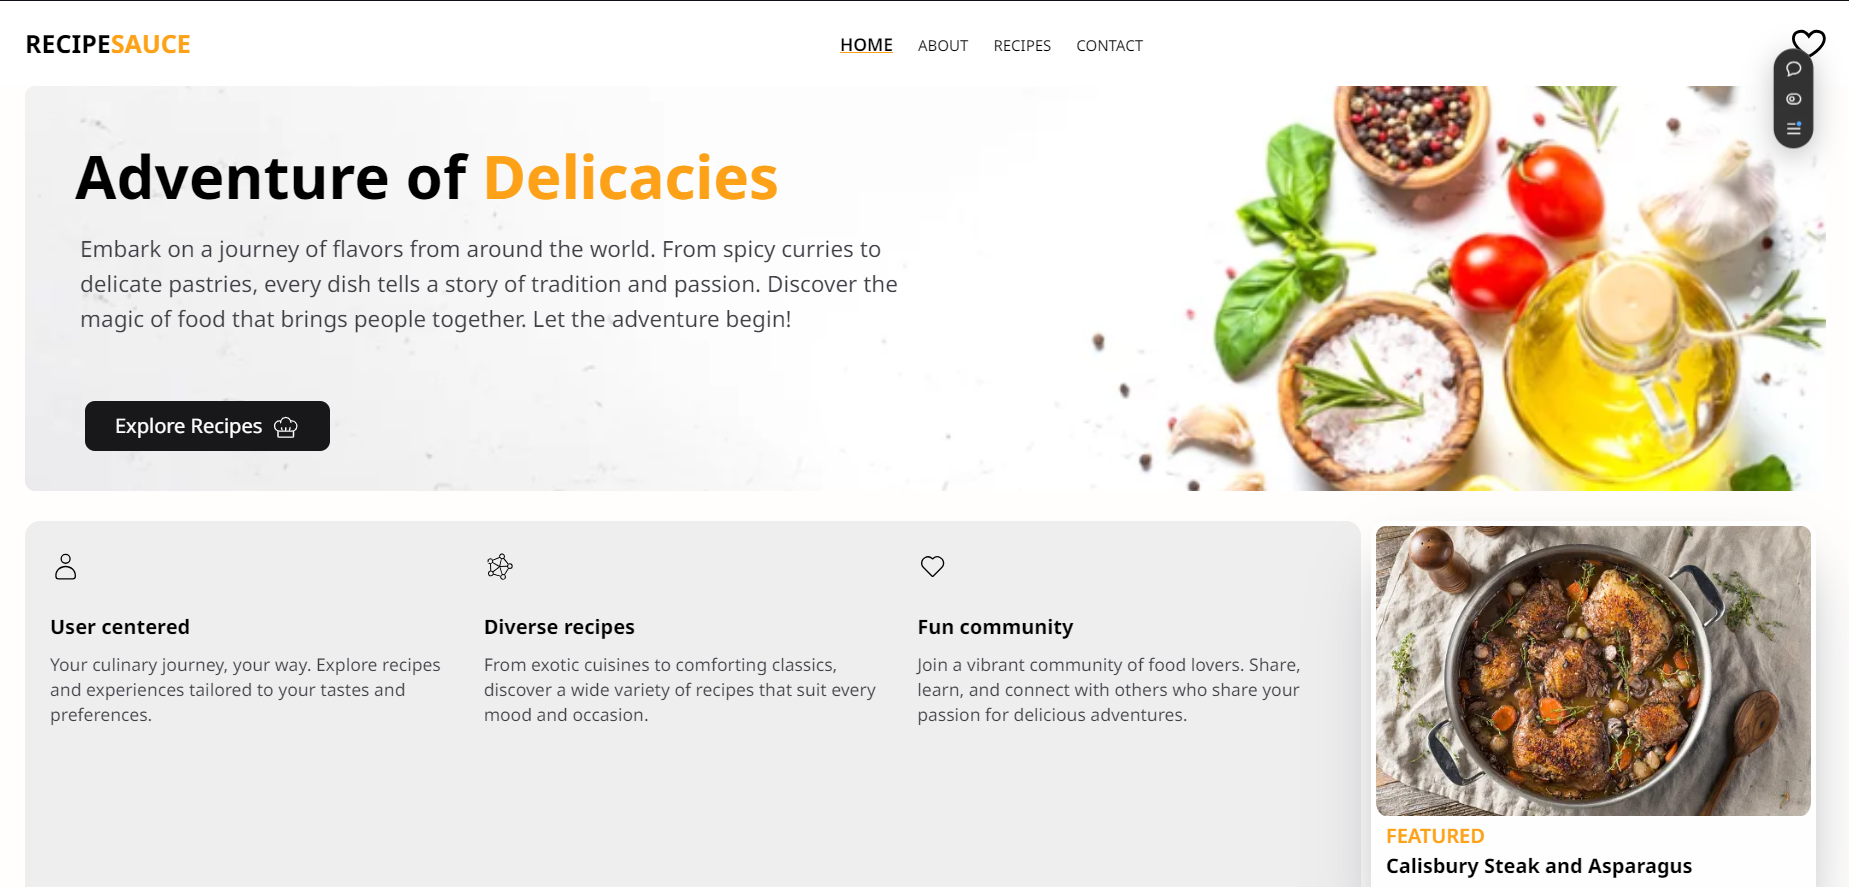 RECIPESAUCE
HOME ABOUT RECIPES CONTACT
Adventure of Delicacies
Embark on a journey of flavors from around the world. From spicy curries to
delicate pastries, every dish tells a story of tradition and passion. Discover the
magic of food that brings people together. Let the adventure begin!
Explore Recipes
User centered
Your culinary journey, your way. Explore recipes
and experiences tailored to your tastes and
preferences.
Diverse recipes
From exotic cuisines to comforting classics,
discover a wide variety of recipes that suit every
mood and occasion.
Fun community
Join a vibrant community of food lovers. Share,
learn, and connect with others who share your
passion for delicious adventures.
FEATURED
Calisbury Steak and Asparagus